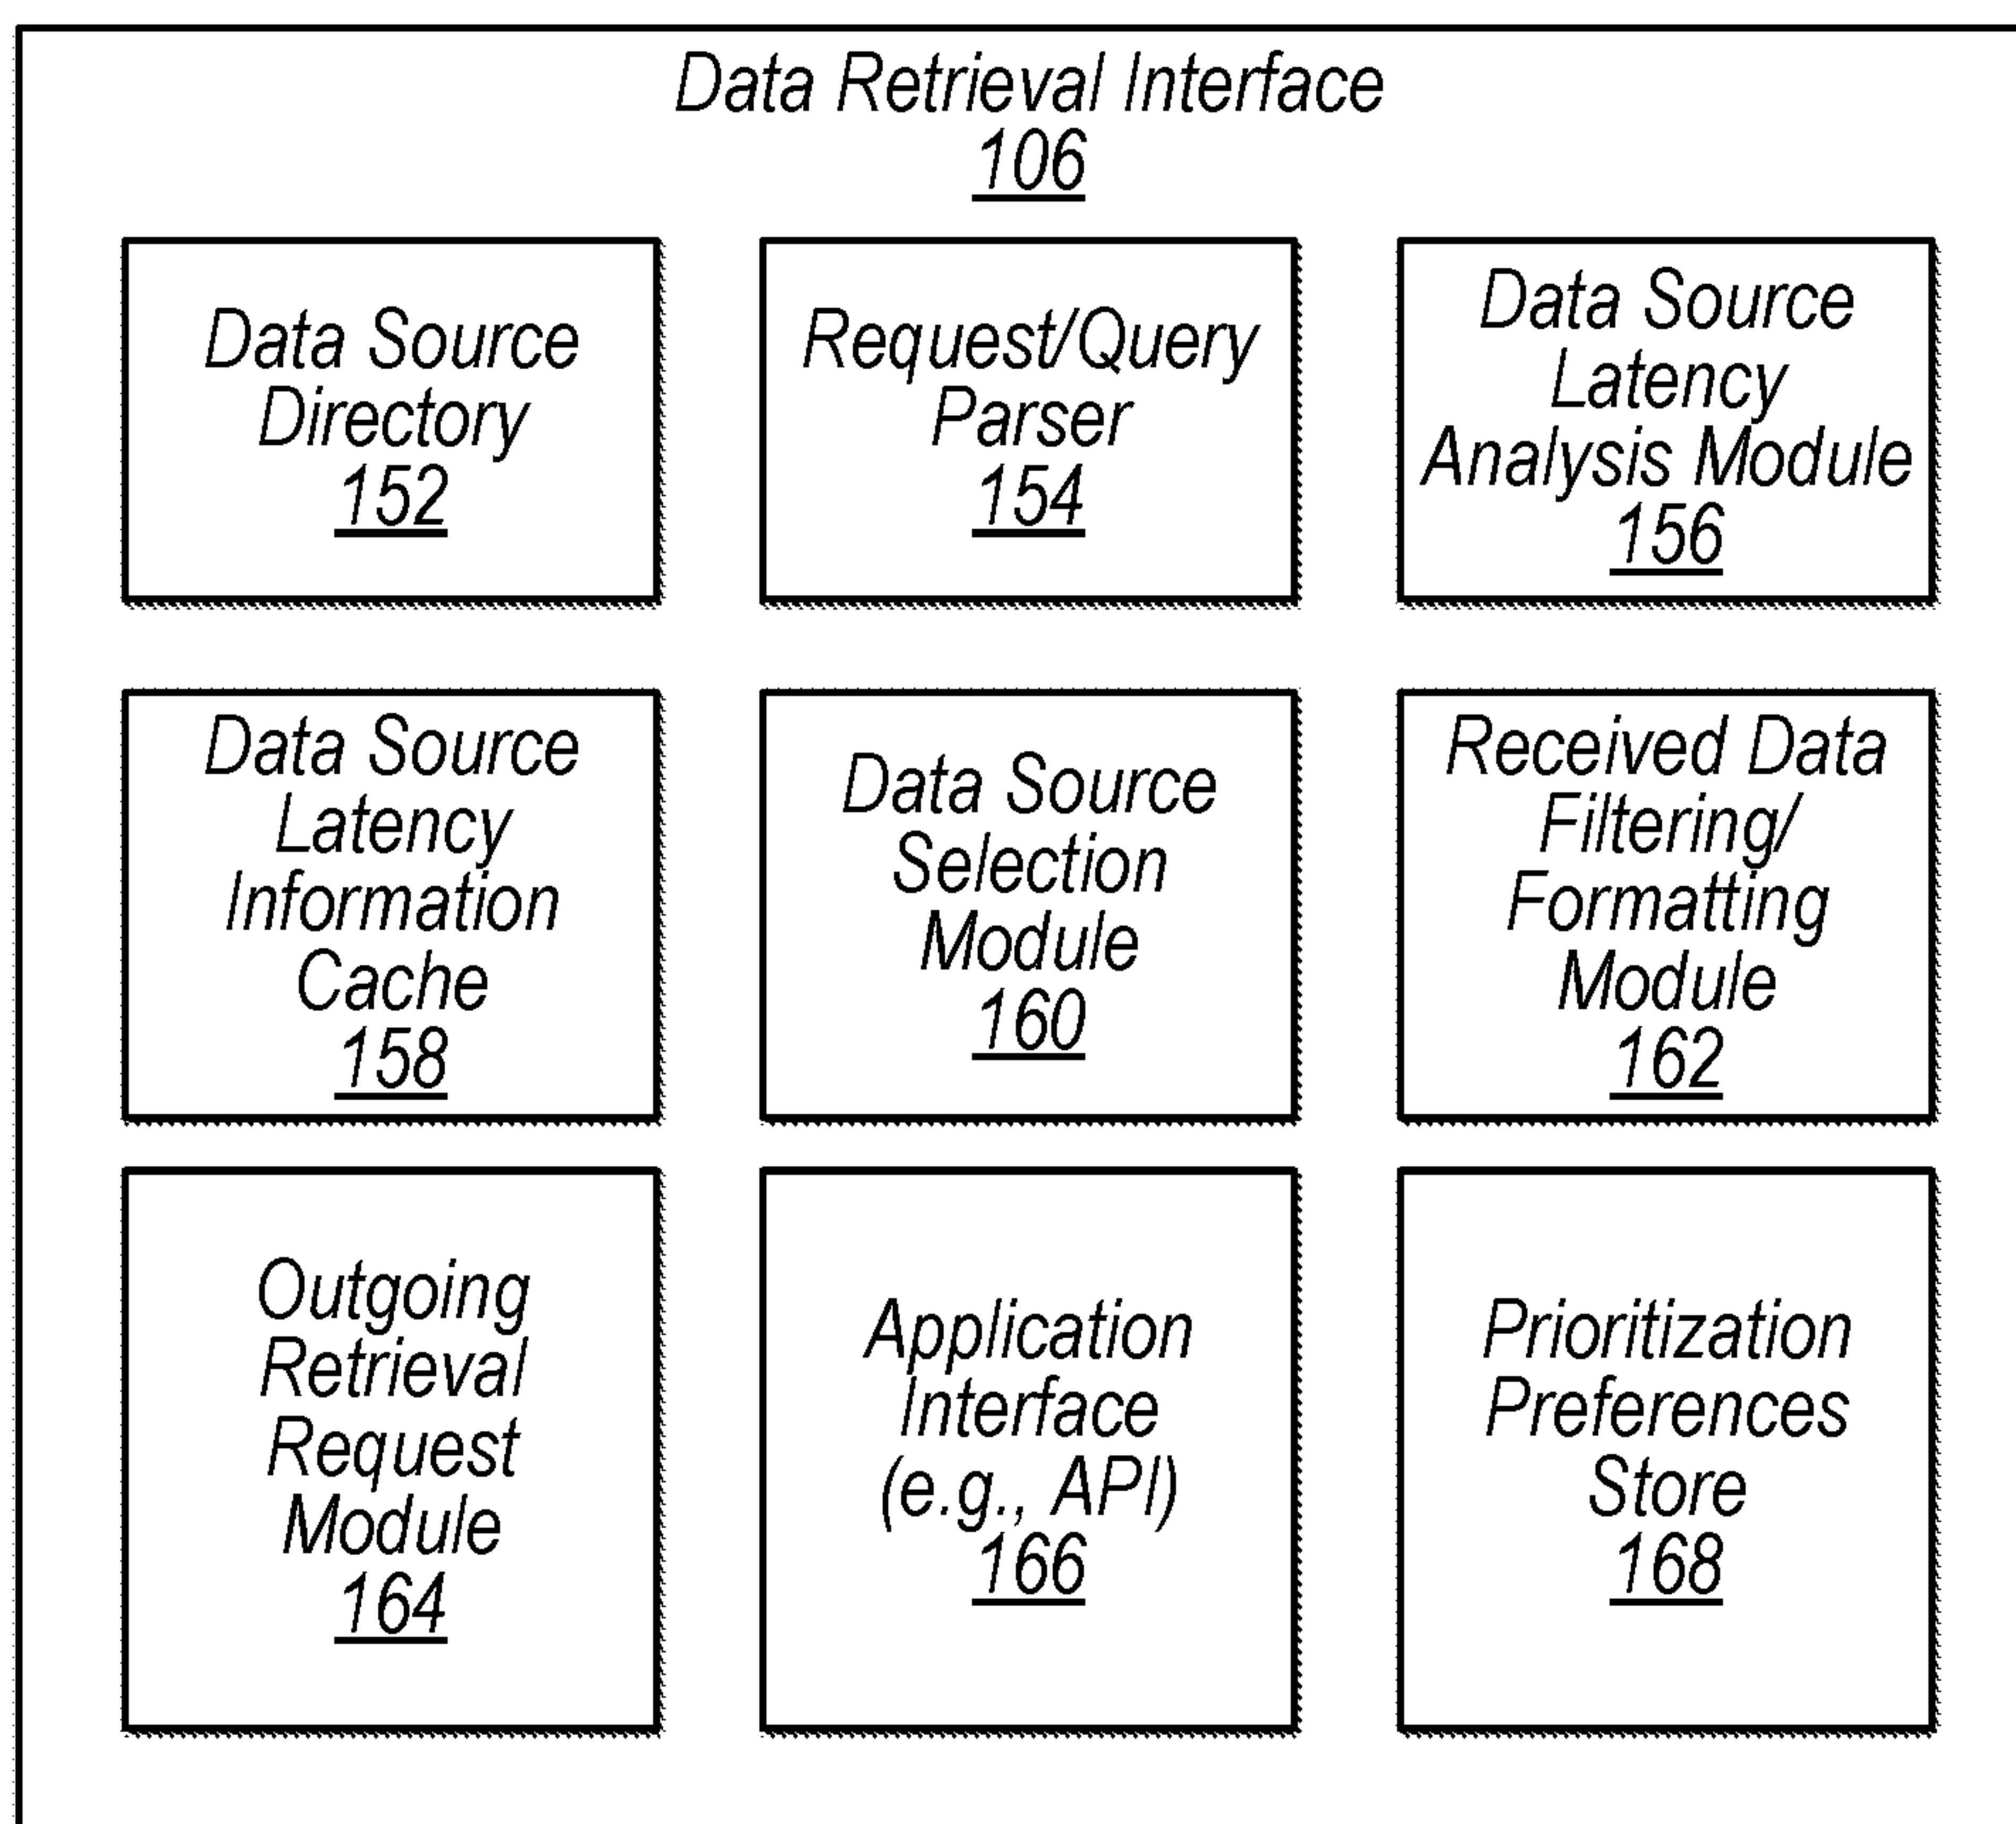 Data Retrieval Interface
106
Data Source
Directory
152
Request/Query
Parser
154
Data Source
Latency
Analysis Module
156
Data Source
Latency
Information
Cache
158
Data Source
Selection
Module
160
Received Data
Filtering/
Formatting
Module
162
Outgoing
Retrieval
Request
Module
164
Application
Interface
(e.g., API)
166
Prioritization
Preferences
Store
168